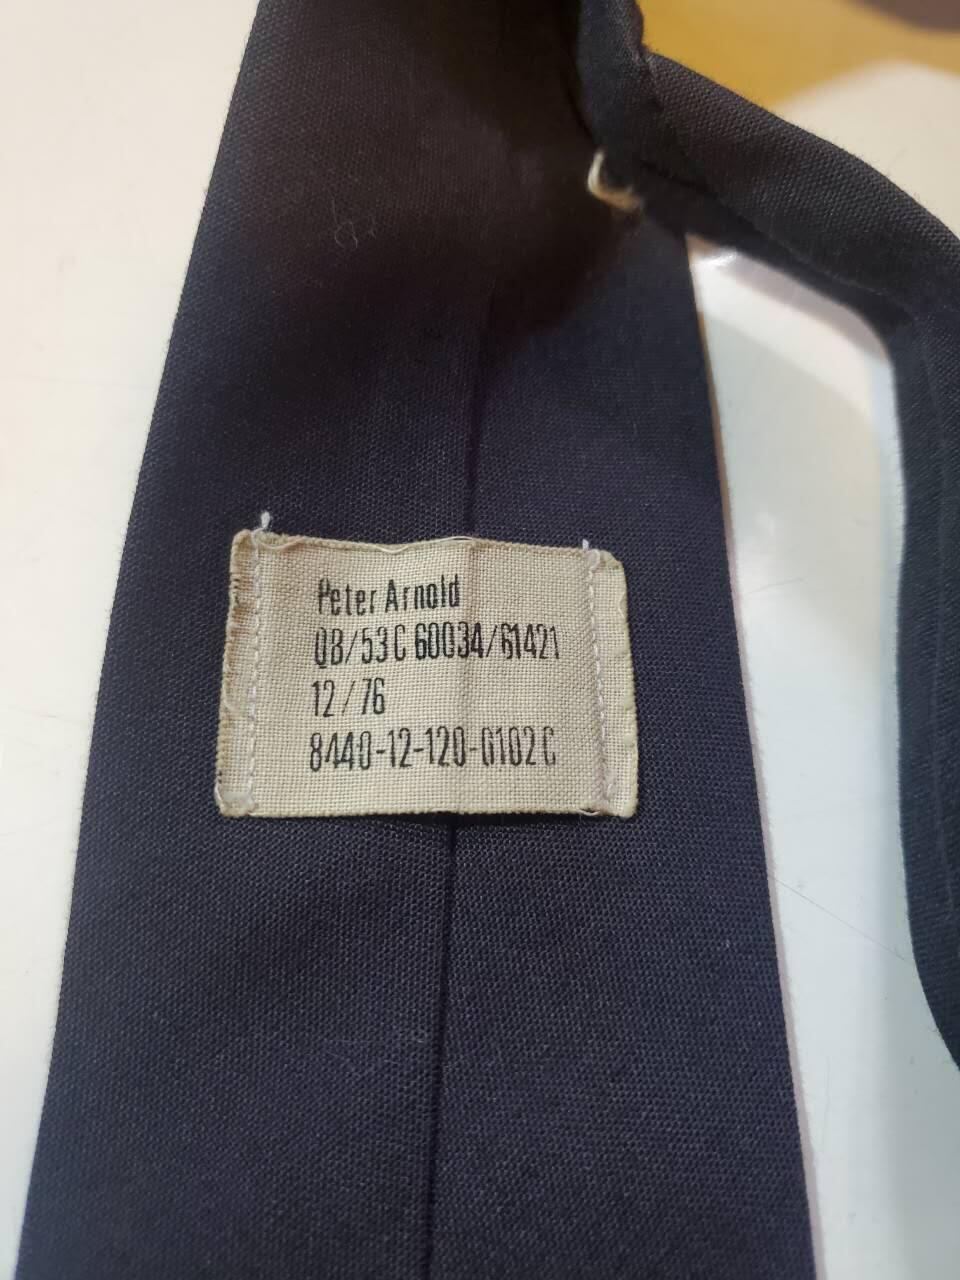 Peter Arnold
QB/53C 60034/61421
12/76
8440-12-120-0102C